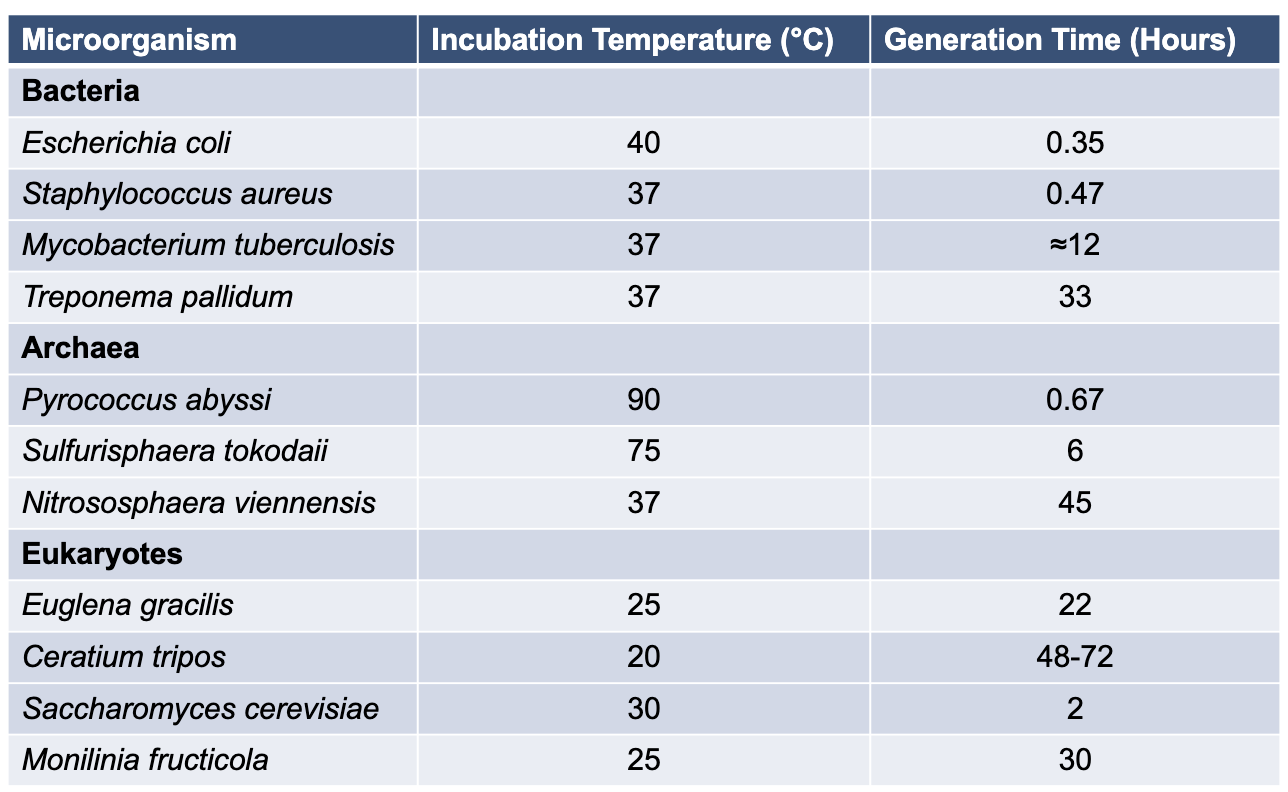 Microorganism Incubation Temperature (°C) Generation Time (Hours)
Bacteria
Escherichia coli 40 0.35
Staphylococcus aureus 37 0.47
Mycobacterium tuberculosis 37 ≈12
Treponema pallidum 37 33
Archaea
Pyrococcus abyssi 90 0.67
Sulfurisphaera tokodaii 75 6
Nitrososphaera viennensis 37 45
Eukaryotes
Euglena gracilis 25 22
Ceratium tripos 20 48-72
Saccharomyces cerevisiae 30 2
Monilinia fructicola 25 30